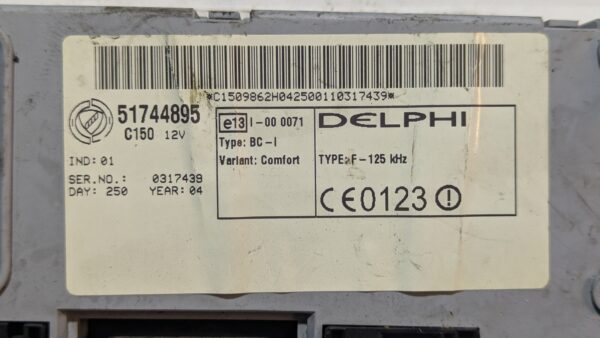 *C1509862H042500110317439*
51744895
C150 12V
IND: 01
SER.NO.: 0317439
DAY: 250 YEAR: 04
e13 I-00 0071
Type: BC-I
Variant: Comfort
DELPHI
TYPE: F-125 kHz
CE0123